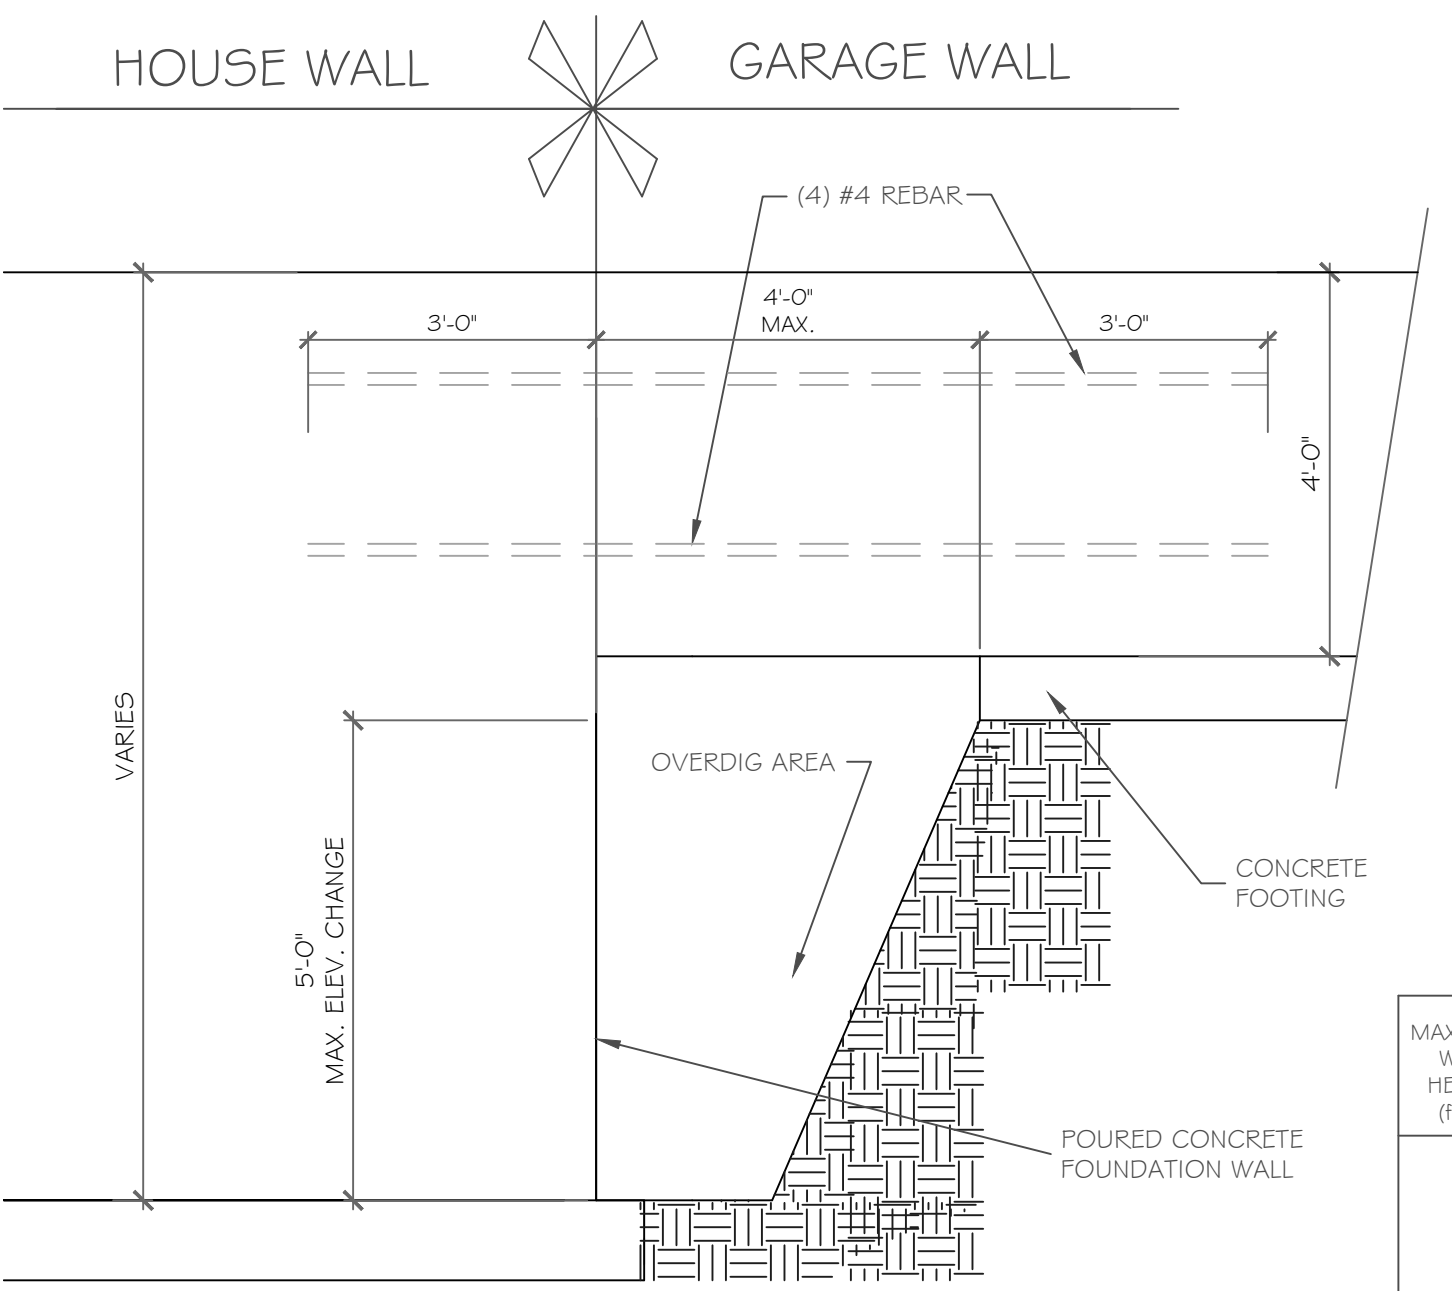 HOUSE WALL
GARAGE WALL
(4) #4 REBAR
3'-0"
4'-0"
MAX.
3'-0"
4'-0"
VARIES
OVERDIG AREA
5'-0"
MAX. ELEV. CHANGE
CONCRETE
FOOTING
POURED CONCRETE
FOUNDATION WALL